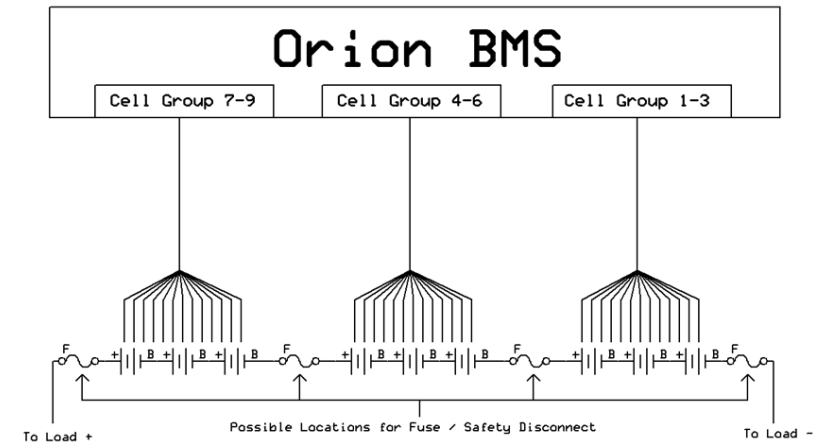 Orion BMS
Cell Group 7-9 Cell Group 4-6 Cell Group 1-3
F F F F
+ B + B + B + B + B + B + B + B + B
Possible Locations for Fuse / Safety Disconnect
To Load + To Load -